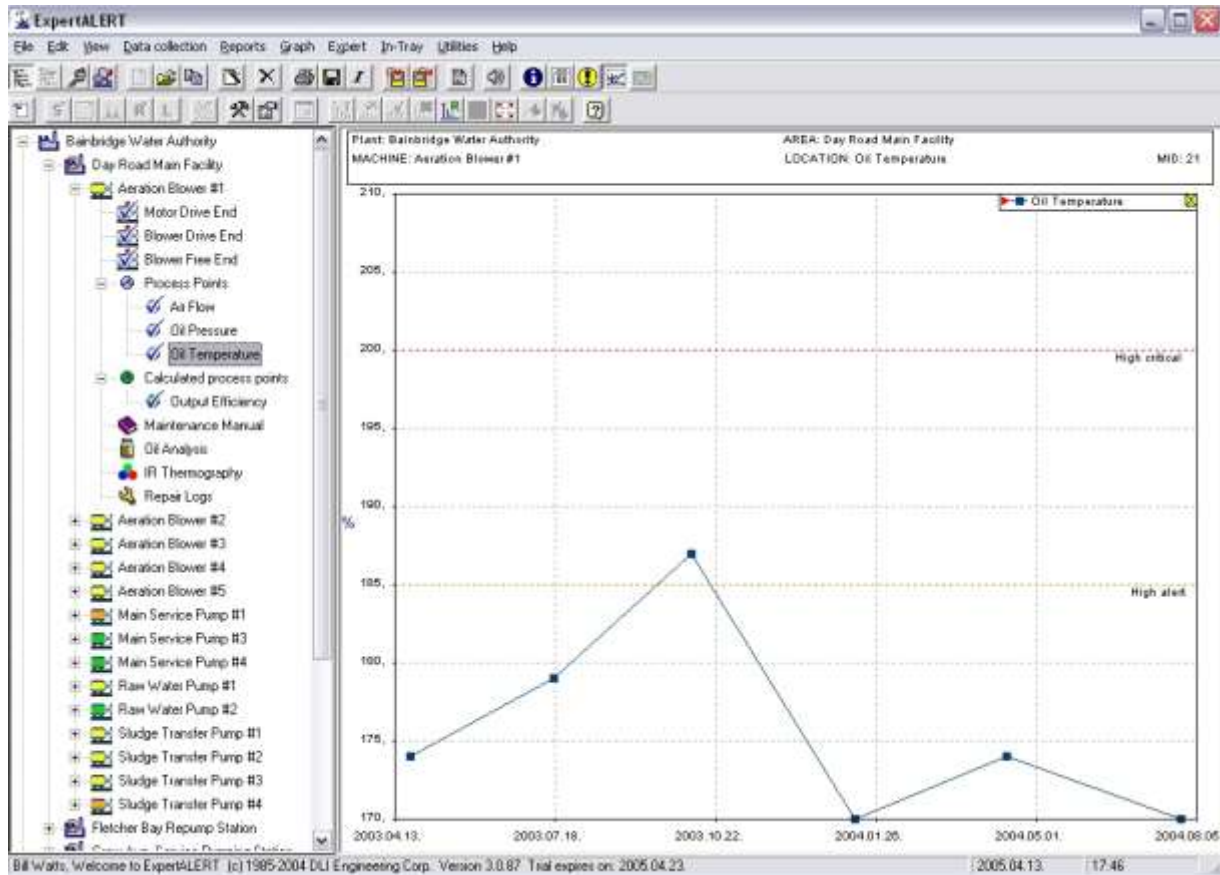 ExpertALERT
File Edit View Data collection Reports Graph Expert In-Tray Utilities Help
Bainbridge Water Authority
Day Road Main Facility
Aeration Blower #1
Motor Drive End
Blower Drive End
Blower Free End
Process Points
Air Flow
Oil Pressure
Oil Temperature
Calculated process points
Output Efficiency
Maintenance Manual
Oil Analysis
IR Thermography
Repair Logs
Aeration Blower #2
Aeration Blower #3
Aeration Blower #4
Aeration Blower #5
Main Service Pump #1
Main Service Pump #3
Main Service Pump #4
Raw Water Pump #1
Raw Water Pump #2
Sludge Transfer Pump #1
Sludge Transfer Pump #2
Sludge Transfer Pump #3
Sludge Transfer Pump #4
Fletcher Bay Repump Station
Plant: Bainbridge Water Authority AREA: Day Road Main Facility
MACHINE: Aeration Blower #1 LOCATION: Oil Temperature MID: 21
Oil Temperature
210,
205,
200,
High critical
195,
190,
%
185,
High alert
180,
175,
170,
2003.04.13. 2003.07.18. 2003.10.22. 2004.01.26. 2004.05.01. 2004.08.05
Bill Watts, Welcome to ExpertALERT (c) 1985-2004 DLI Engineering Corp. Version 3.0.87 Trial expires on: 2005.04.23. 2005.04.13. 17:46